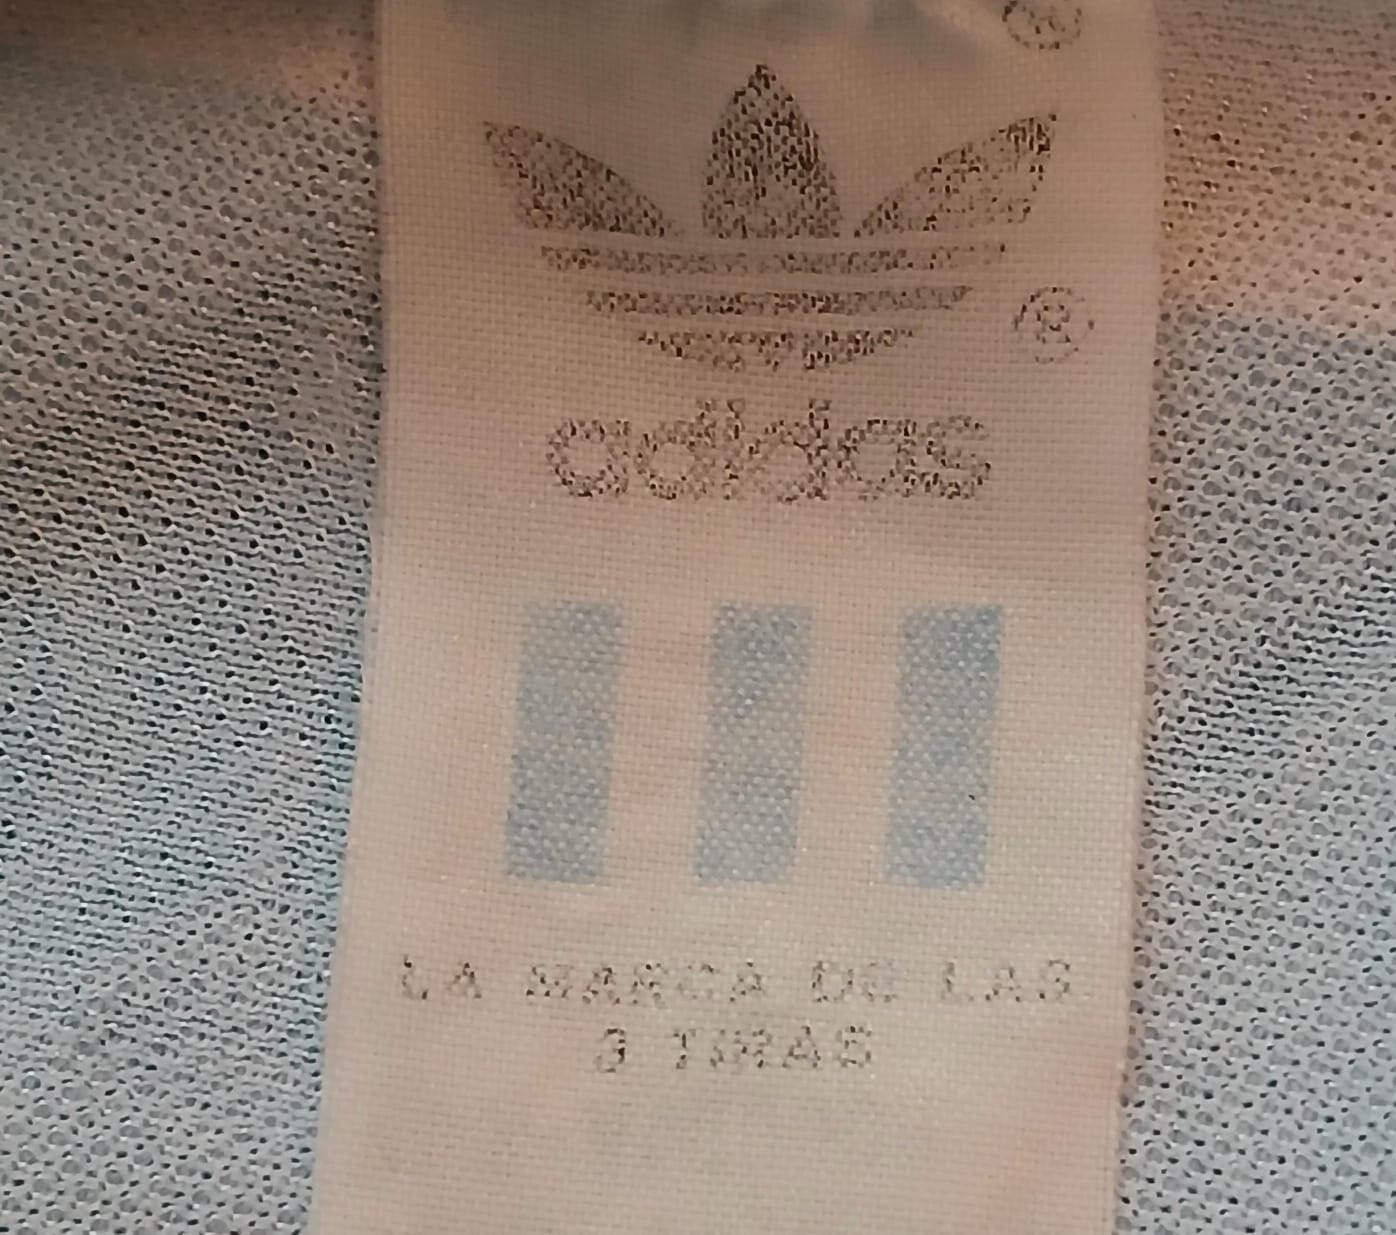 ®
®
adidas
LA MARCA DE LAS
3 TIRAS